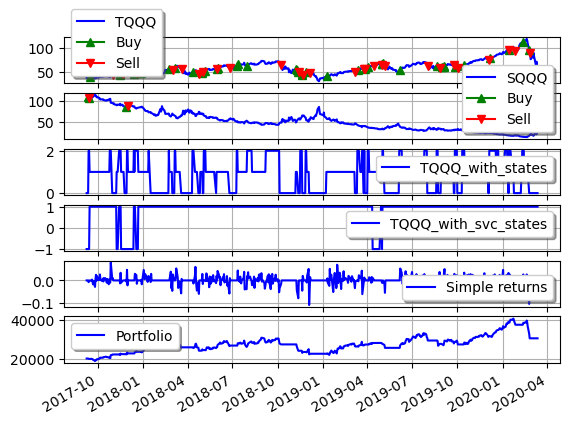 TQQQ
Buy
Sell
100
50
SQQQ
Buy
Sell
100
50
2
0
TQQQ_with_states
1
0
−1
TQQQ_with_svc_states
0.0
−0.1
Simple returns
40000
20000
Portfolio
2017-10
2018-01
2018-04
2018-07
2018-10
2019-01
2019-04
2019-07
2019-10
2020-01
2020-04